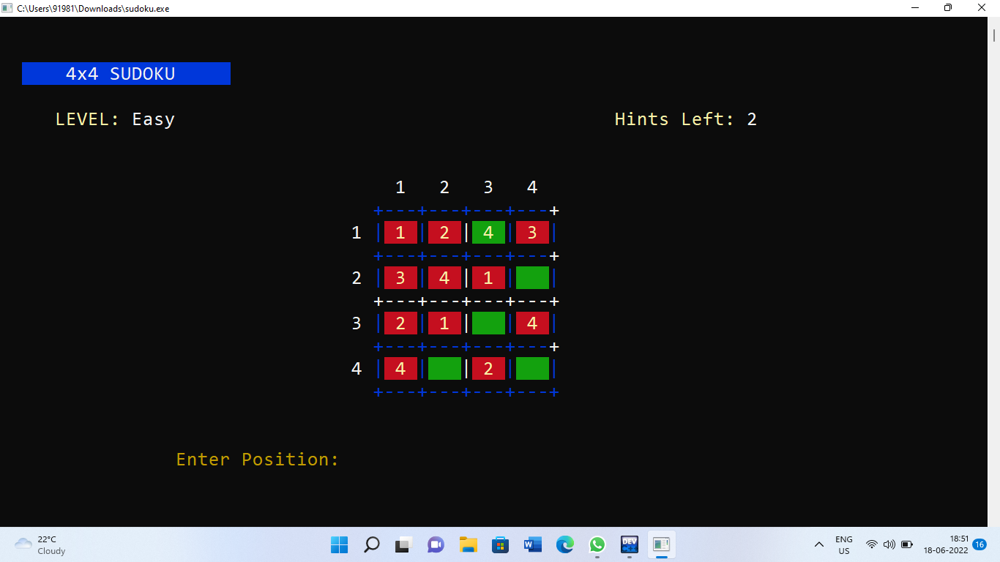 C:\Users\91981\Downloads\sudoku.exe
4x4 SUDOKU
LEVEL: Easy Hints Left: 2
1 2 3 4
+---+---+---+---+
1 | 1 | 2 | 4 | 3 |
+---+---+---+---+
2 | 3 | 4 | 1 | |
+---+---+---+---+
3 | 2 | 1 | | 4 |
+---+---+---+---+
4 | 4 | | 2 | |
+---+---+---+---+
Enter Position:
22°C
Cloudy
W
DEV
ENG
US
18:51
18-06-2022
16